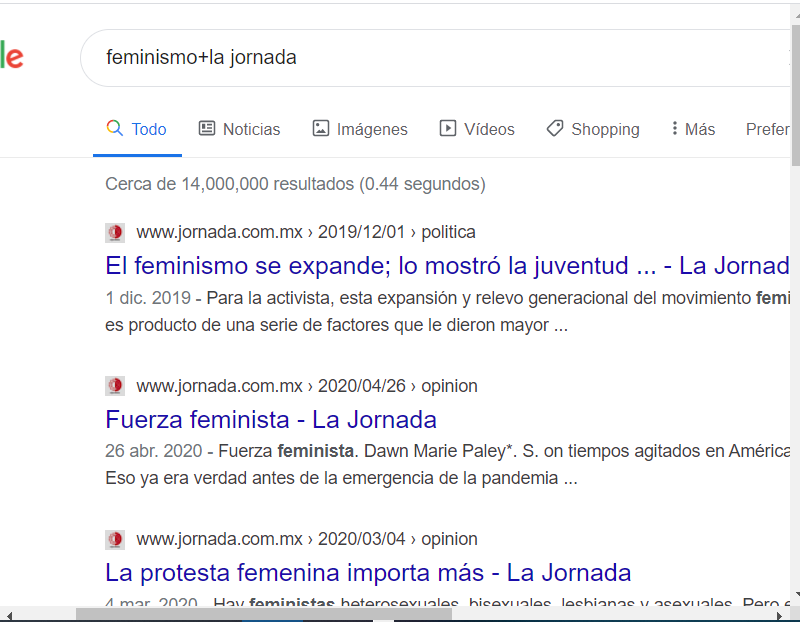 le
feminismo+la jornada
Todo Noticias Imágenes Vídeos Shopping Más Prefer
Cerca de 14,000,000 resultados (0.44 segundos)
www.jornada.com.mx › 2019/12/01 › politica
El feminismo se expande; lo mostró la juventud ... - La Jornad
1 dic. 2019 - Para la activista, esta expansión y relevo generacional del movimiento femi
es producto de una serie de factores que le dieron mayor ...
www.jornada.com.mx › 2020/04/26 › opinion
Fuerza feminista - La Jornada
26 abr. 2020 - Fuerza feminista. Dawn Marie Paley*. S. on tiempos agitados en América
Eso ya era verdad antes de la emergencia de la pandemia ...
www.jornada.com.mx › 2020/03/04 › opinion
La protesta femenina importa más - La Jornada
4 mar. 2020 - Hay feministas heterosexuales, bisexuales, lesbianas y asexuales. Pero e